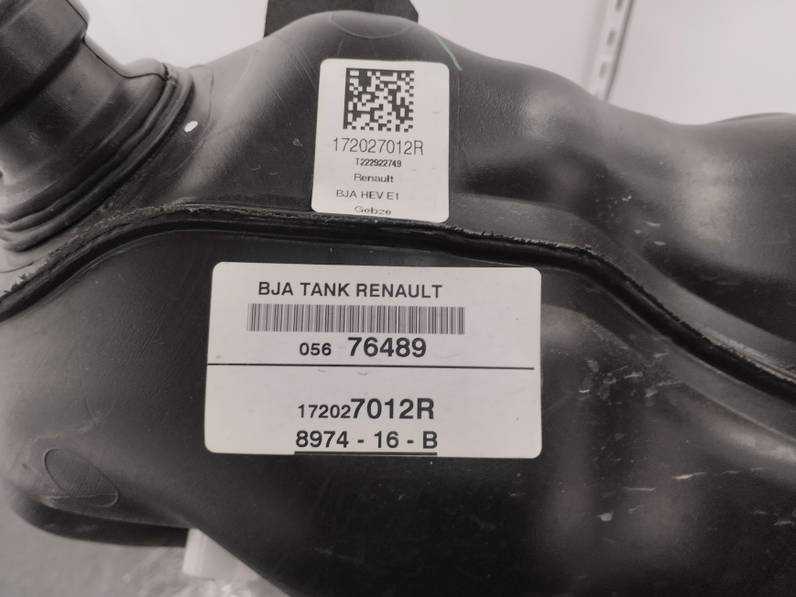 172027012R
T222922749
Renault
BJA HEV E1
Gebze
BJA TANK RENAULT
056 76489
172027012R
8974 - 16 - B